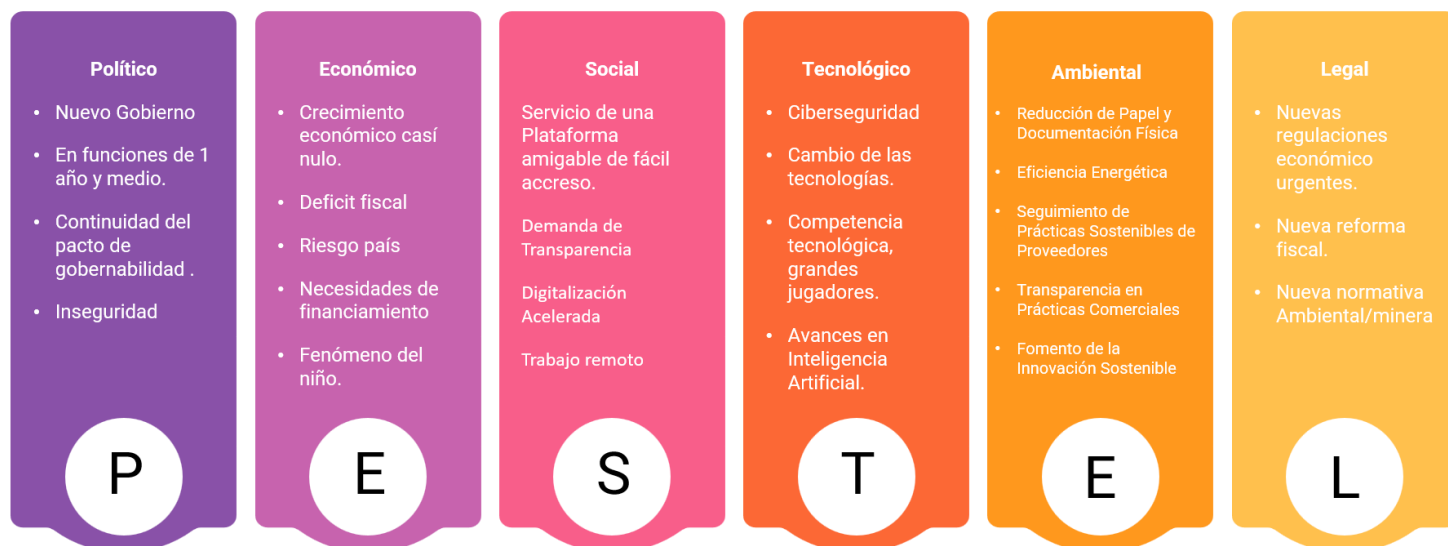 Político
• Nuevo Gobierno
• En funciones de 1
año y medio.
• Continuidad del
pacto de
gobernabilidad .
• Inseguridad
P
Económico
• Crecimiento
económico casí
nulo.
• Deficit fiscal
• Riesgo país
• Necesidades de
financiamiento
• Fenómeno del
niño.
E
Social
Servicio de una
Plataforma
amigable de fácil
accreso.
Demanda de
Transparencia
Digitalización
Acelerada
Trabajo remoto
S
Tecnológico
• Ciberseguridad
• Cambio de las
tecnologías.
• Competencia
tecnológica,
grandes
jugadores.
• Avances en
Inteligencia
Artificial.
T
Ambiental
• Reducción de Papel y
Documentación Física
• Eficiencia Energética
• Seguimiento de
Prácticas Sostenibles de
Proveedores
• Transparencia en
Prácticas Comerciales
• Fomento de la
Innovación Sostenible
E
Legal
• Nuevas
regulaciones
económico
urgentes.
• Nueva reforma
fiscal.
• Nueva normativa
Ambiental/minera
L